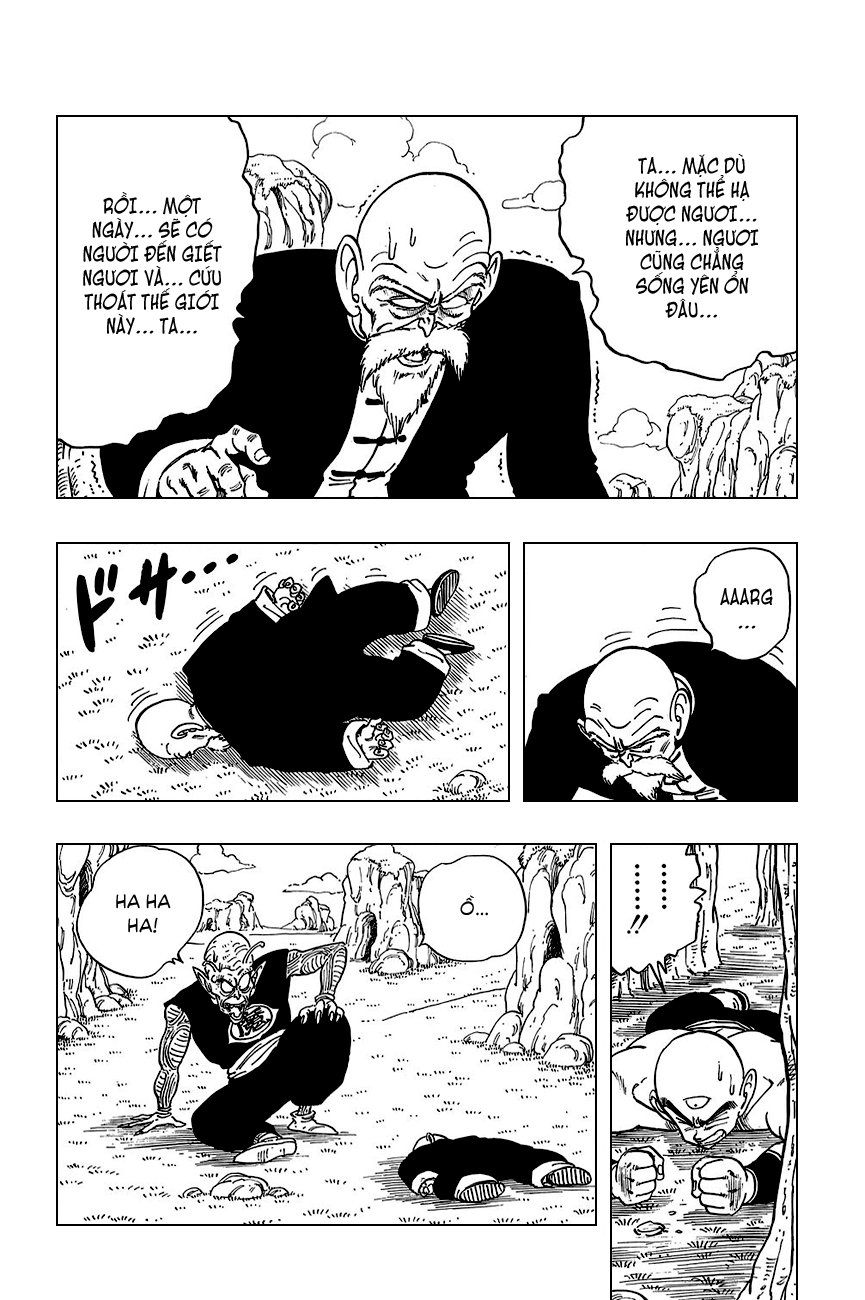 TA... MẶC DÙ
KHÔNG THỂ HẠ
ĐƯỢC NGƯƠI...
NHƯNG... NGƯƠI
CŨNG CHẲNG
SỐNG YÊN ỔN
ĐÂU...
RỒI... MỘT
NGÀY... SẼ CÓ
NGƯỜI ĐẾN GIẾT
NGƯƠI VÀ... CỨU
THOÁT THẾ GIỚI
NÀY... TA...
AAARG
...
ドサ...
............!!
Ồ...
HA HA
HA!